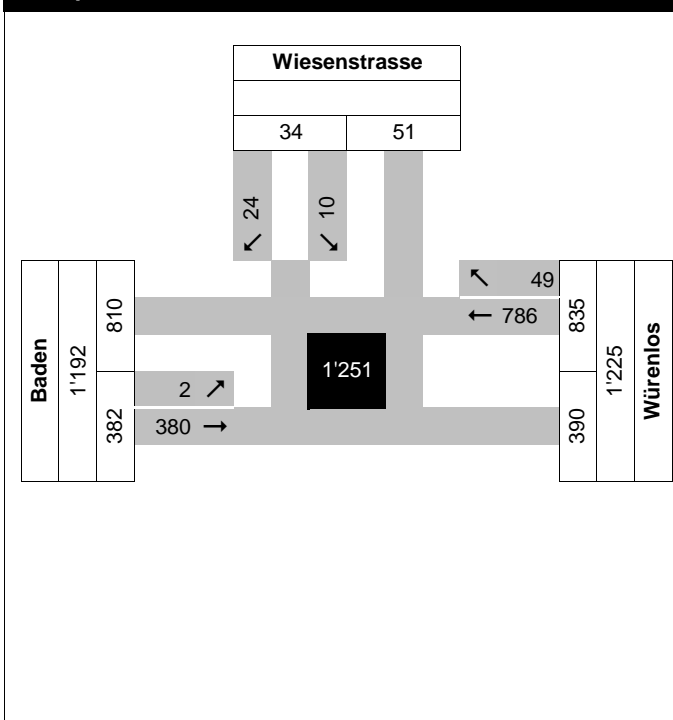 Wiesenstrasse
34 51
24 ↙ 10 ↘
↖ 49
← 786
Baden 1'192 810 382
2 ↗
380 →
1'251
835 390 1'225 Würenlos